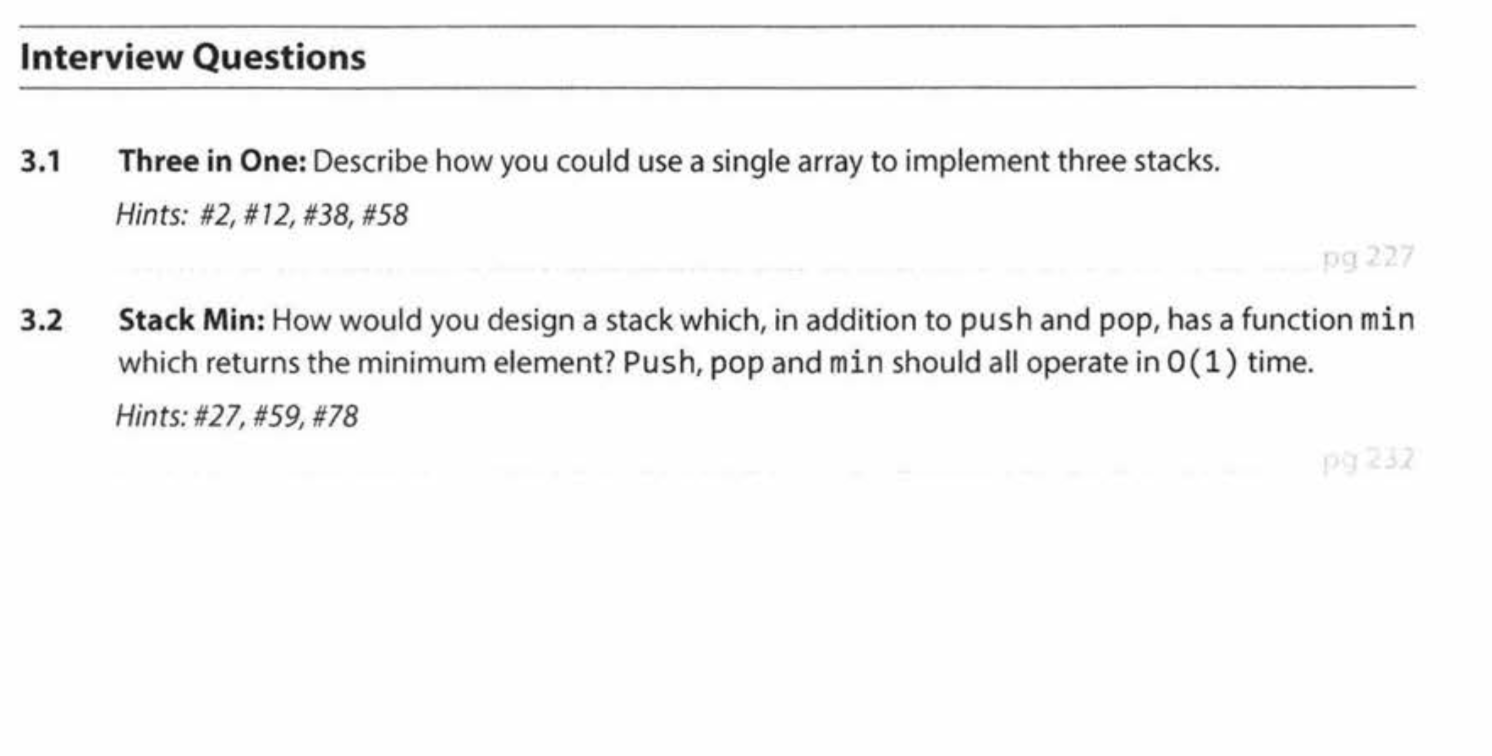 Interview Questions
3.1 Three in One: Describe how you could use a single array to implement three stacks.
Hints: #2, #12, #38, #58
pg 227
3.2 Stack Min: How would you design a stack which, in addition to push and pop, has a function min
which returns the minimum element? Push, pop and min should all operate in O(1) time.
Hints: #27, #59, #78
pg 232